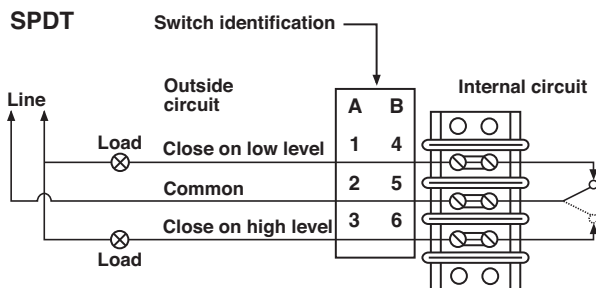 SPDT
Switch identification
Line
Outside
circuit
Internal circuit
A B
Load
Close on low level
1 4
Common
2 5
Close on high level
3 6
Load